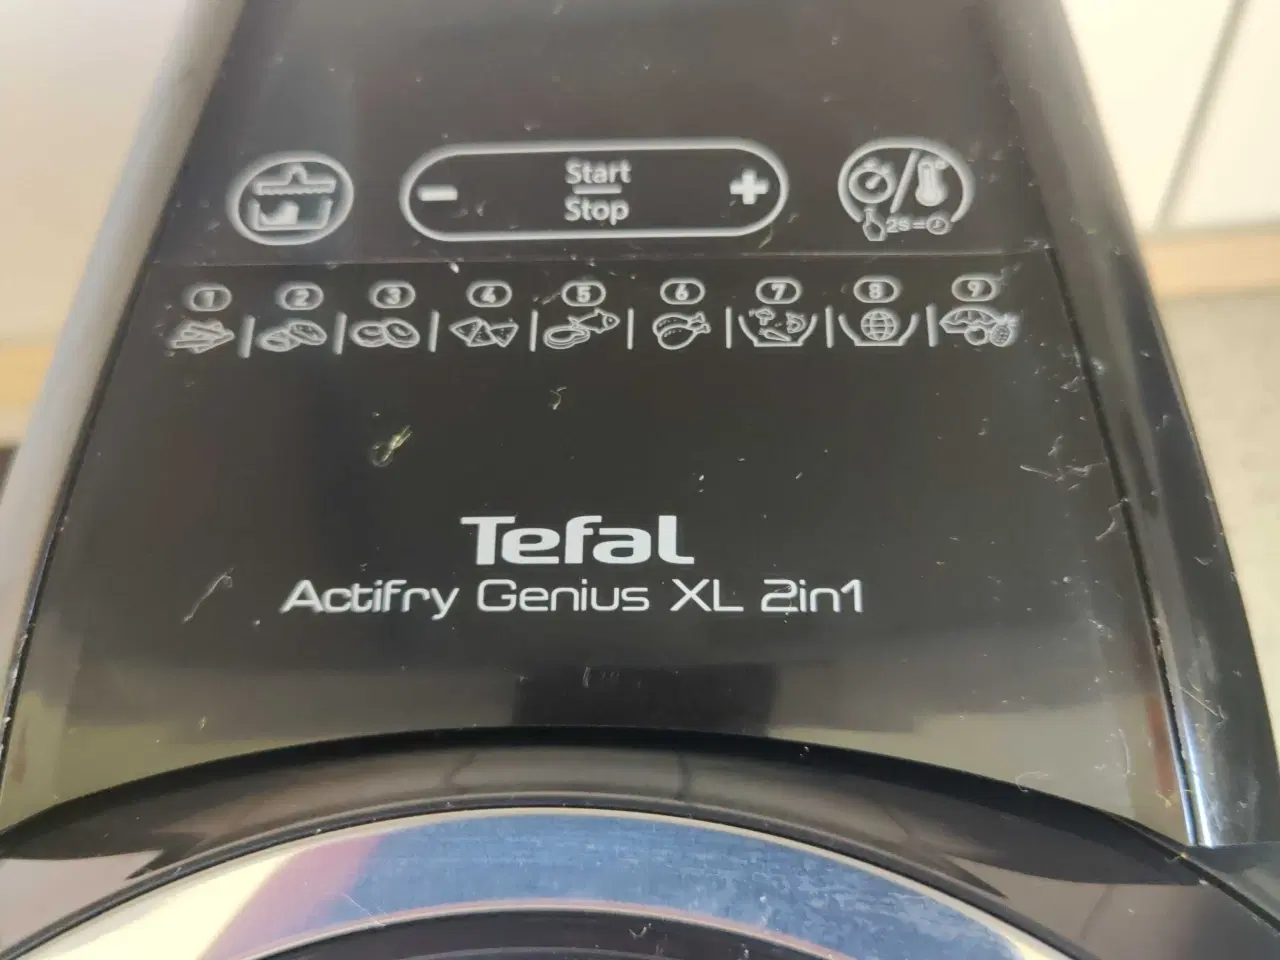 - Start +
Stop
2s=
1 2 3 4 5 6 7 8 9
Tefal
Actifry Genius XL 2in1